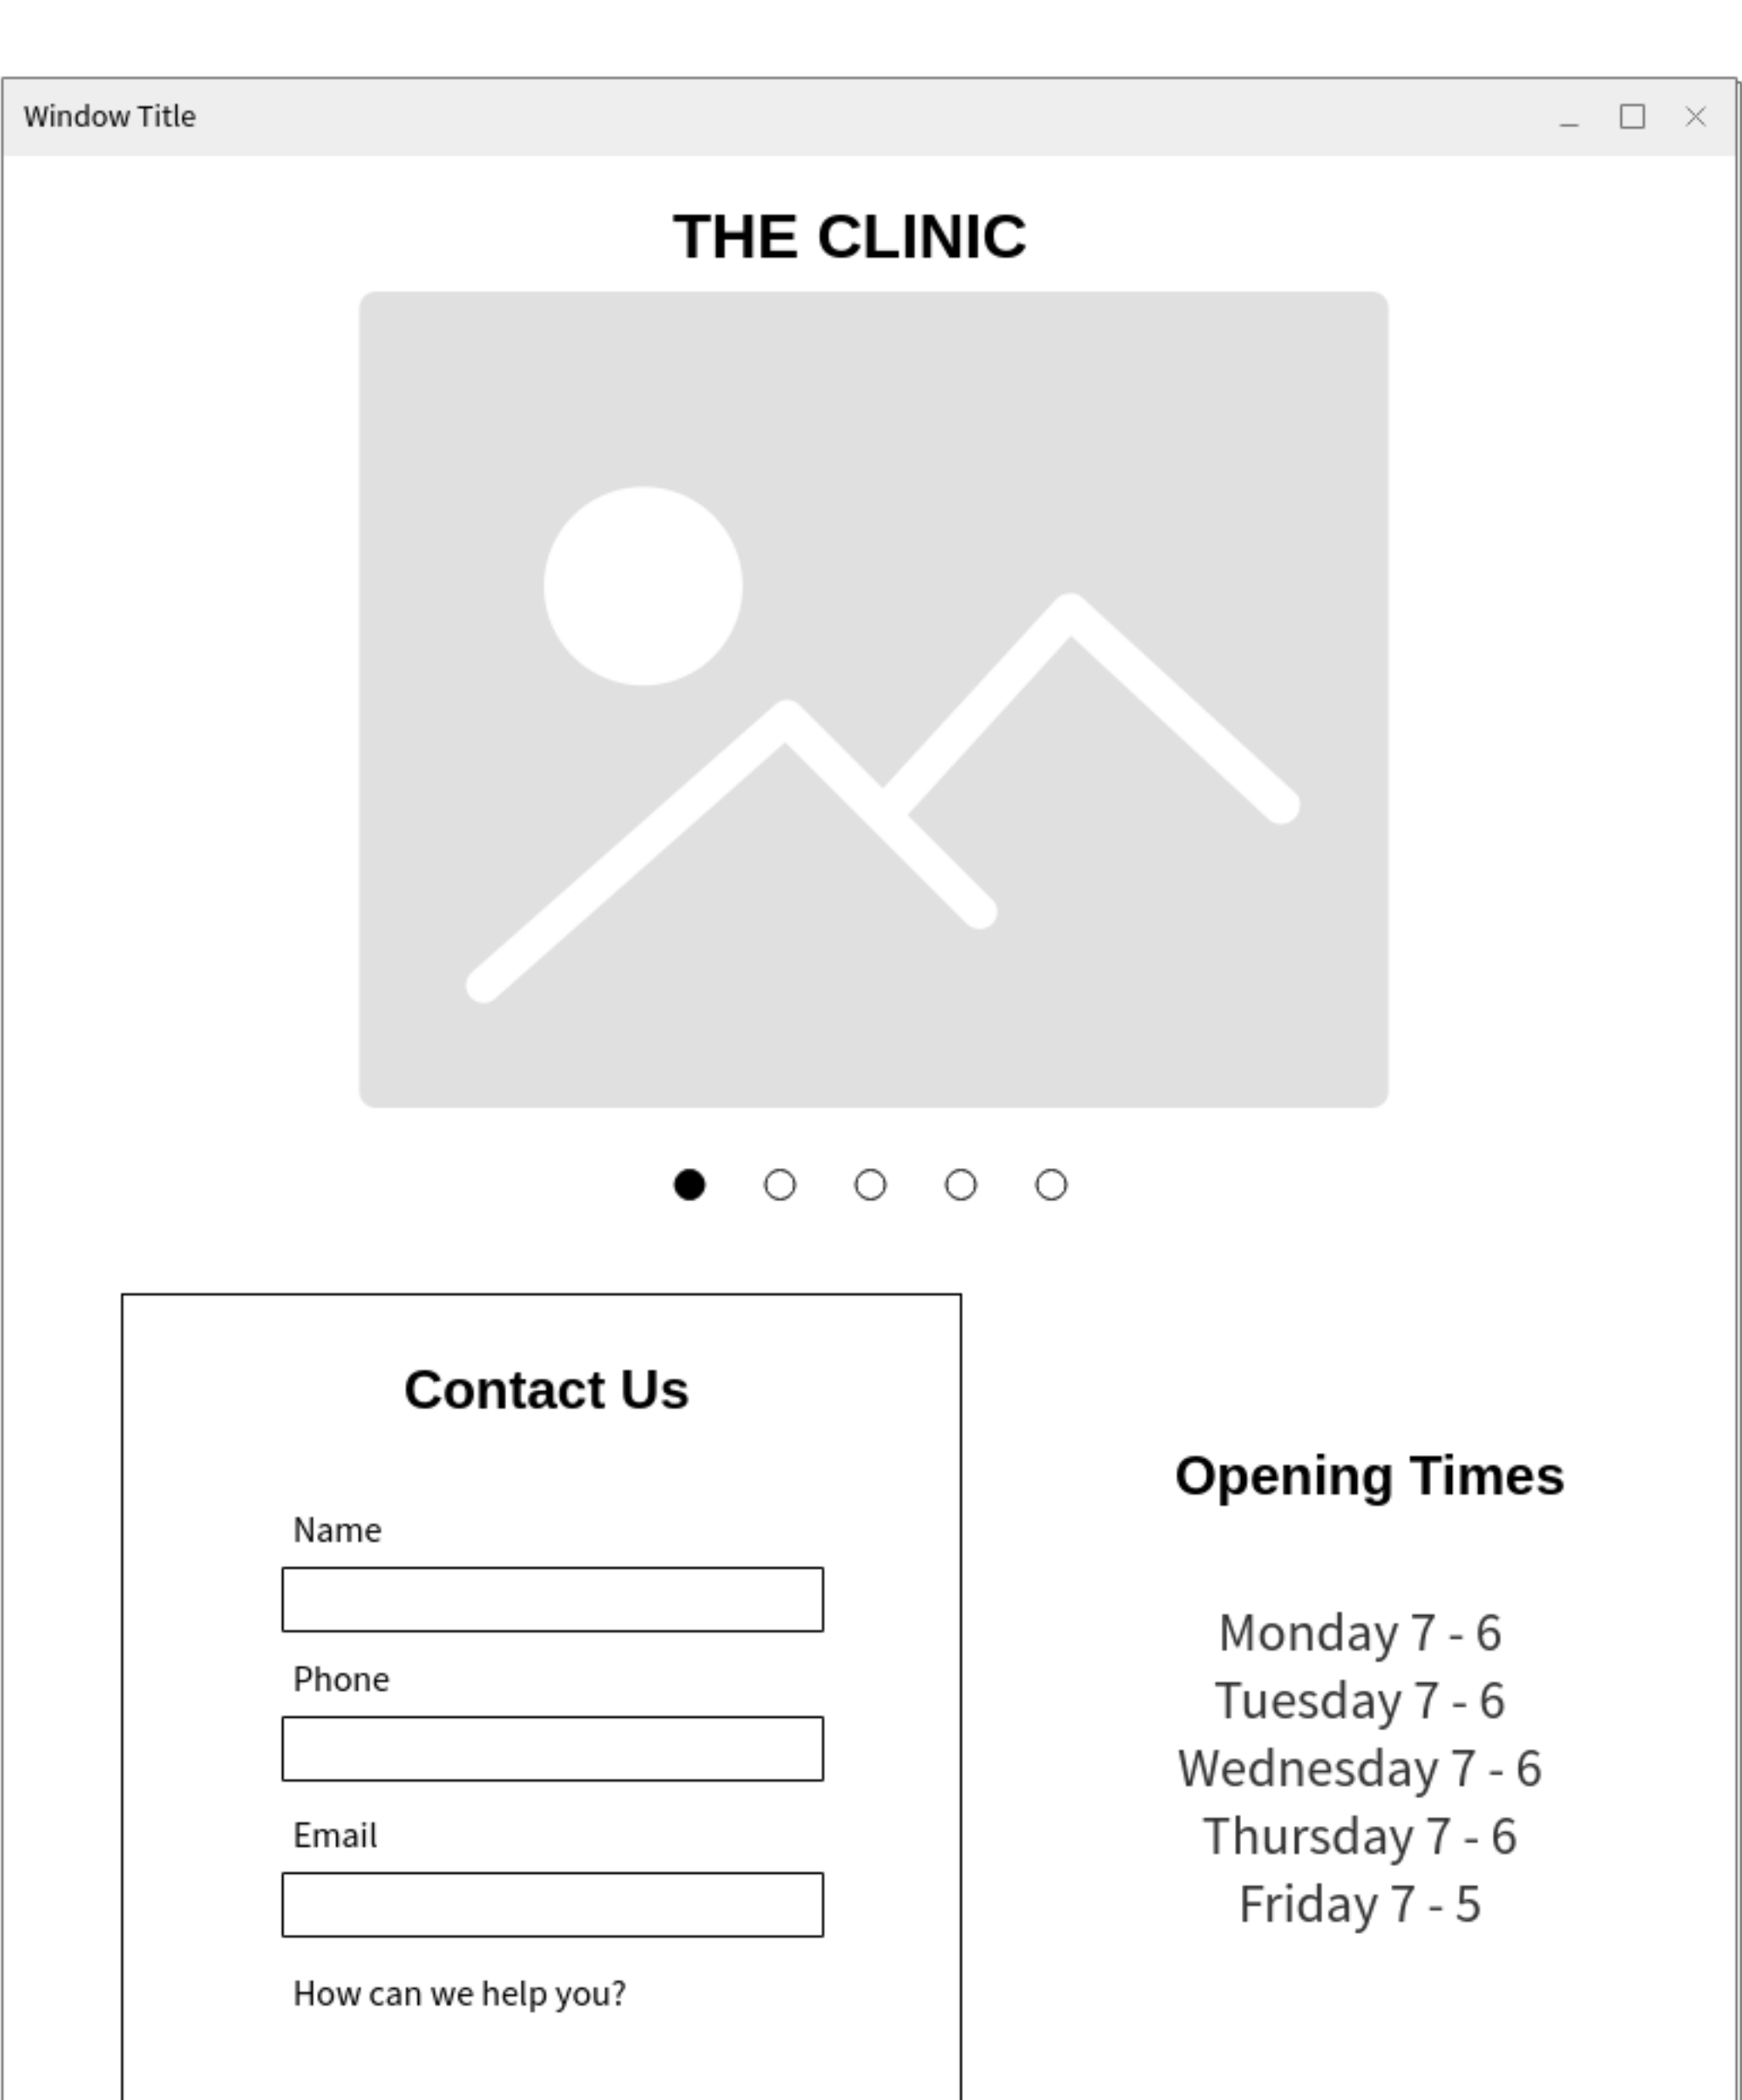 Window Title
THE CLINIC
Contact Us
Name
Phone
Email
How can we help you?
Opening Times
Monday 7 - 6
Tuesday 7 - 6
Wednesday 7 - 6
Thursday 7 - 6
Friday 7 - 5